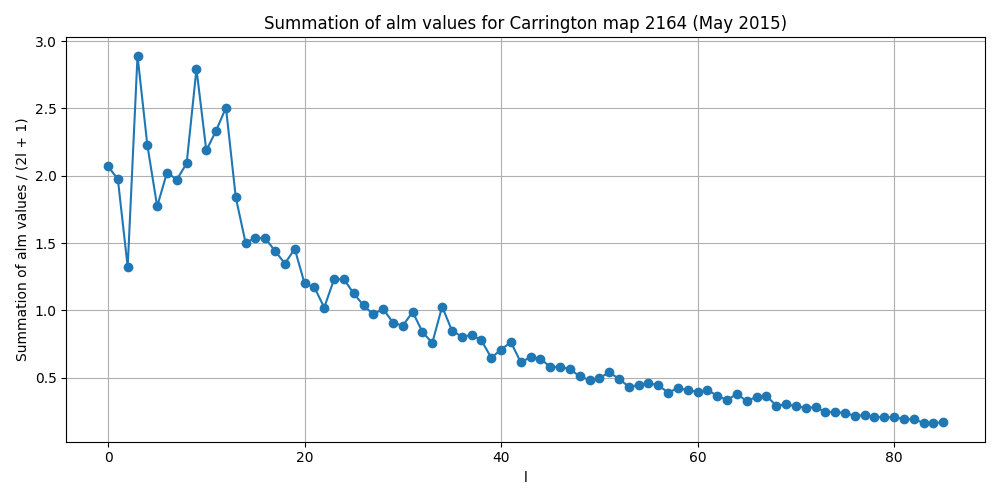 Summation of alm values for Carrington map 2164 (May 2015)
3.0
2.5
2.0
1.5
1.0
0.5
Summation of alm values / (2l + 1)
0 20 40 60 80
l